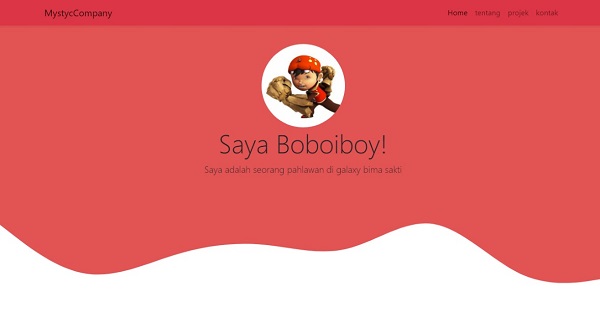 MystycCompany
Home tentang projek kontak
Saya Boboiboy!
Saya adalah seorang pahlawan di galaxy bima sakti